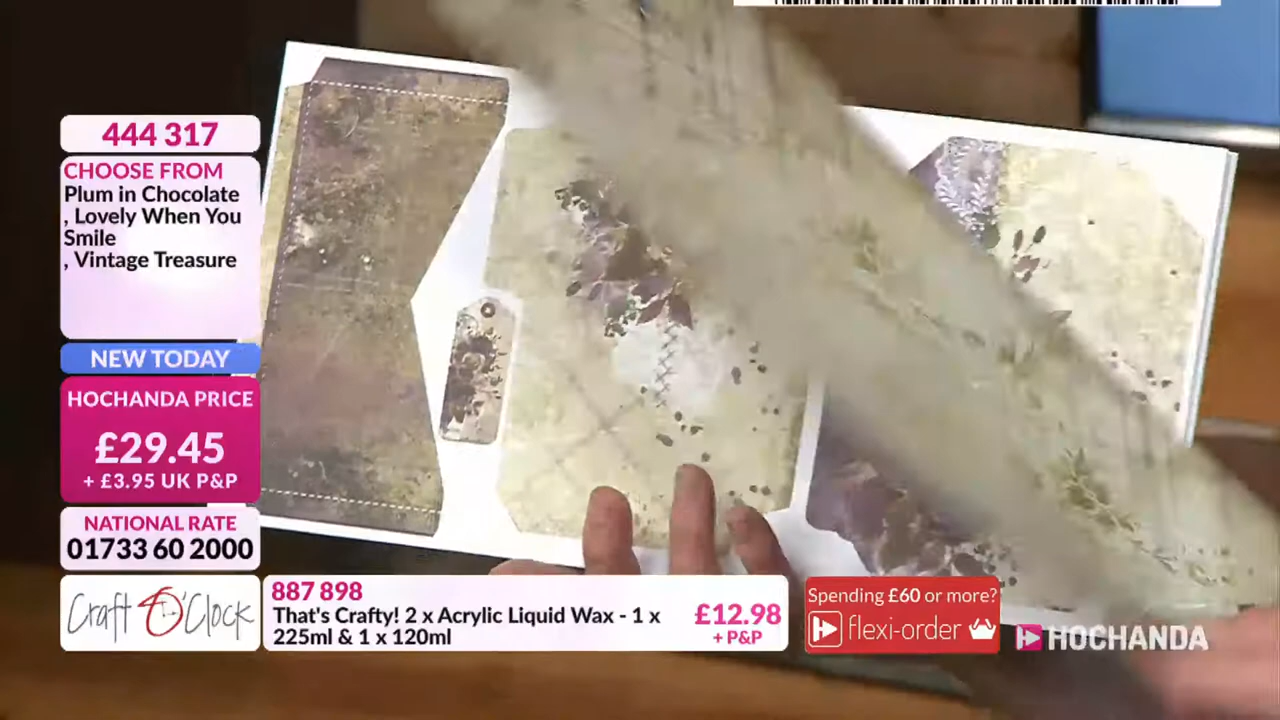 444 317
CHOOSE FROM
Plum in Chocolate
, Lovely When You
Smile
, Vintage Treasure
NEW TODAY
HOCHANDA PRICE
£29.45
+ £3.95 UK P&P
NATIONAL RATE
01733 60 2000
Craft O'Clock
887 898
That's Crafty! 2 x Acrylic Liquid Wax - 1 x
225ml & 1 x 120ml
£12.98
+ P&P
Spending £60 or more?
flexi-order
HOCHANDA